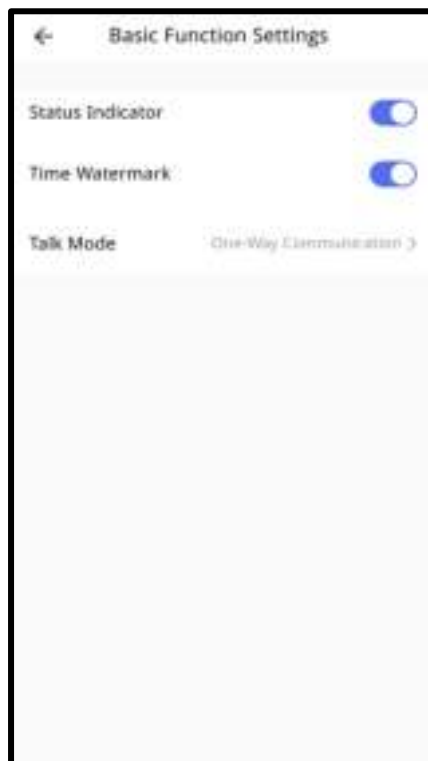 Basic Function Settings
Status Indicator
Time Watermark
Talk Mode One-Way Communication